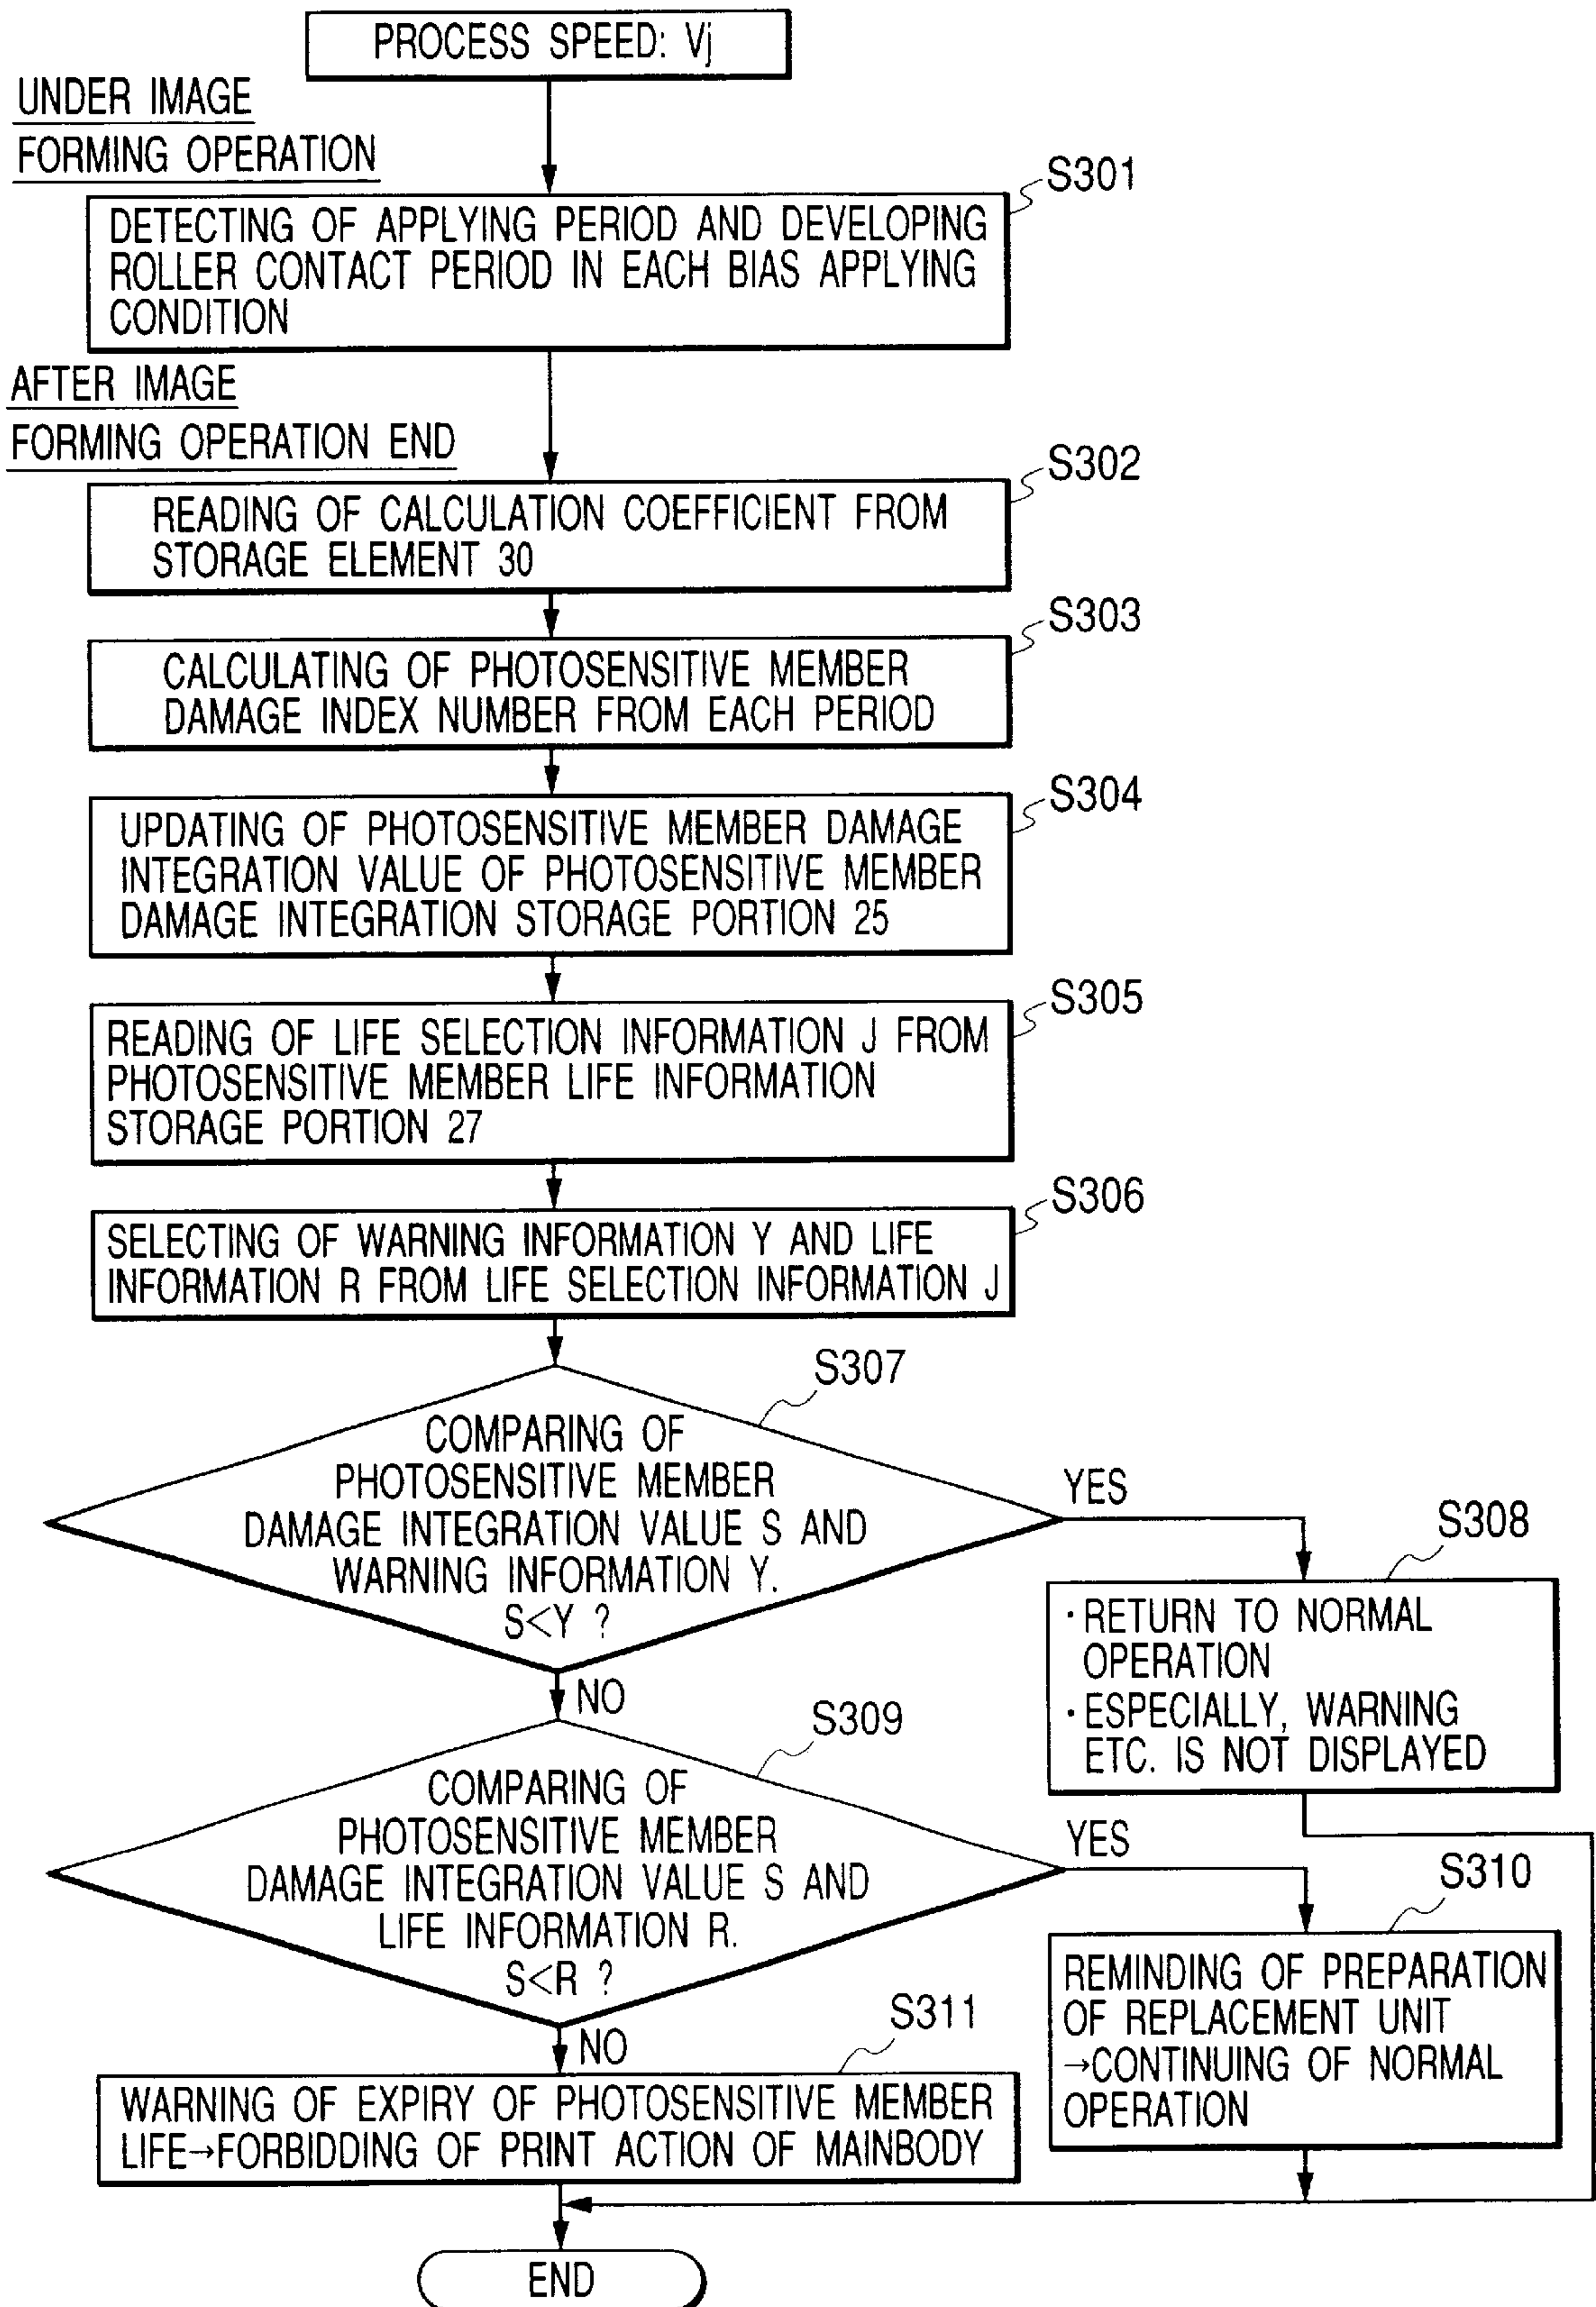 PROCESS SPEED: Vj
UNDER IMAGE
FORMING OPERATION
S301
DETECTING OF APPLYING PERIOD AND DEVELOPING
ROLLER CONTACT PERIOD IN EACH BIAS APPLYING
CONDITION
AFTER IMAGE
FORMING OPERATION END
S302
READING OF CALCULATION COEFFICIENT FROM
STORAGE ELEMENT 30
S303
CALCULATING OF PHOTOSENSITIVE MEMBER
DAMAGE INDEX NUMBER FROM EACH PERIOD
S304
UPDATING OF PHOTOSENSITIVE MEMBER DAMAGE
INTEGRATION VALUE OF PHOTOSENSITIVE MEMBER
DAMAGE INTEGRATION STORAGE PORTION 25
S305
READING OF LIFE SELECTION INFORMATION J FROM
PHOTOSENSITIVE MEMBER LIFE INFORMATION
STORAGE PORTION 27
S306
SELECTING OF WARNING INFORMATION Y AND LIFE
INFORMATION R FROM LIFE SELECTION INFORMATION J
S307
COMPARING OF
PHOTOSENSITIVE MEMBER
DAMAGE INTEGRATION VALUE S AND
WARNING INFORMATION Y.
S<Y ?
YES
S308
· RETURN TO NORMAL
OPERATION
· ESPECIALLY, WARNING
ETC. IS NOT DISPLAYED
NO
S309
COMPARING OF
PHOTOSENSITIVE MEMBER
DAMAGE INTEGRATION VALUE S AND
LIFE INFORMATION R.
S<R ?
YES
S310
REMINDING OF PREPARATION
OF REPLACEMENT UNIT
→CONTINUING OF NORMAL
OPERATION
NO
S311
WARNING OF EXPIRY OF PHOTOSENSITIVE MEMBER
LIFE→FORBIDDING OF PRINT ACTION OF MAINBODY
END